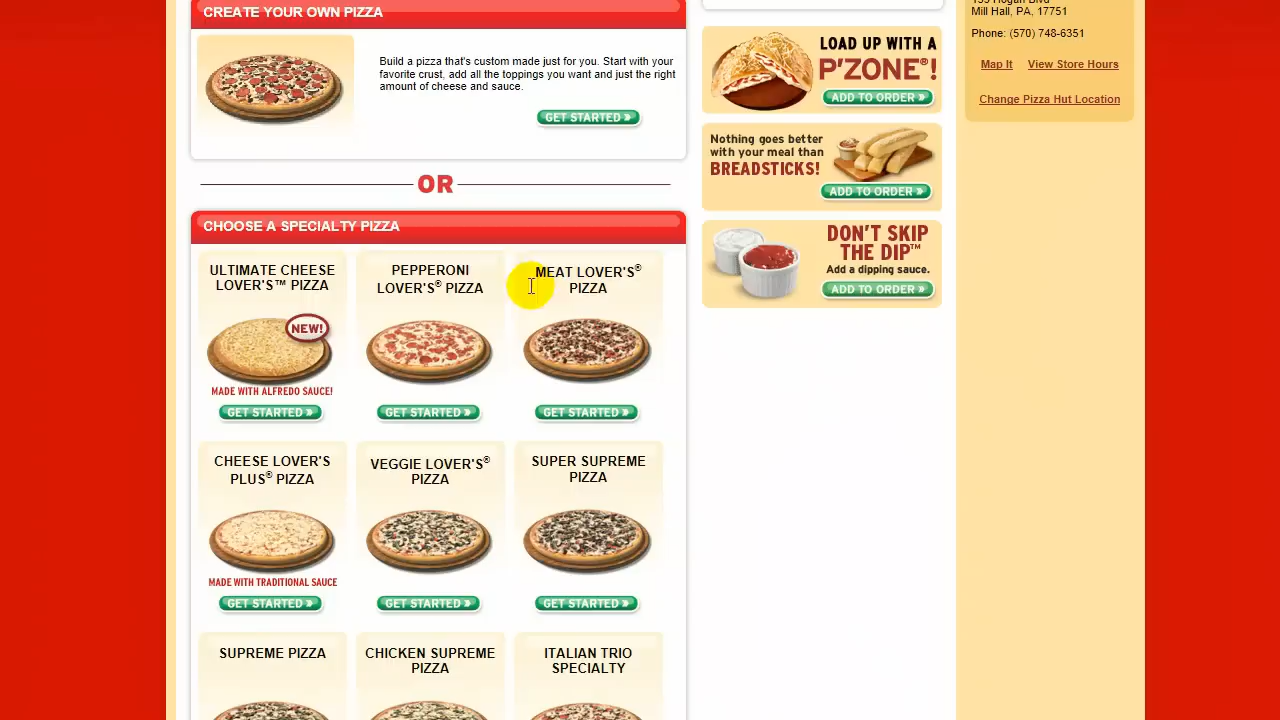 CREATE YOUR OWN PIZZA
Build a pizza that's custom made just for you. Start with your
favorite crust, add all the toppings you want and just the right
amount of cheese and sauce.
GET STARTED »
OR
CHOOSE A SPECIALTY PIZZA
ULTIMATE CHEESE
LOVER'S™ PIZZA
NEW!
MADE WITH ALFREDO SAUCE!
GET STARTED »
PEPPERONI
LOVER'S® PIZZA
GET STARTED »
MEAT LOVER'S®
PIZZA
GET STARTED »
CHEESE LOVER'S
PLUS® PIZZA
MADE WITH TRADITIONAL SAUCE
GET STARTED »
VEGGIE LOVER'S®
PIZZA
GET STARTED »
SUPER SUPREME
PIZZA
GET STARTED »
SUPREME PIZZA
CHICKEN SUPREME
PIZZA
ITALIAN TRIO
SPECIALTY
LOAD UP WITH A
P'ZONE®!
ADD TO ORDER »
Nothing goes better
with your meal than
BREADSTICKS!
ADD TO ORDER »
DON'T SKIP
THE DIP™
Add a dipping sauce.
ADD TO ORDER »
Hogan Blvd
Mill Hall, PA, 17751
Phone: (570) 748-6351
Map It View Store Hours
Change Pizza Hut Location